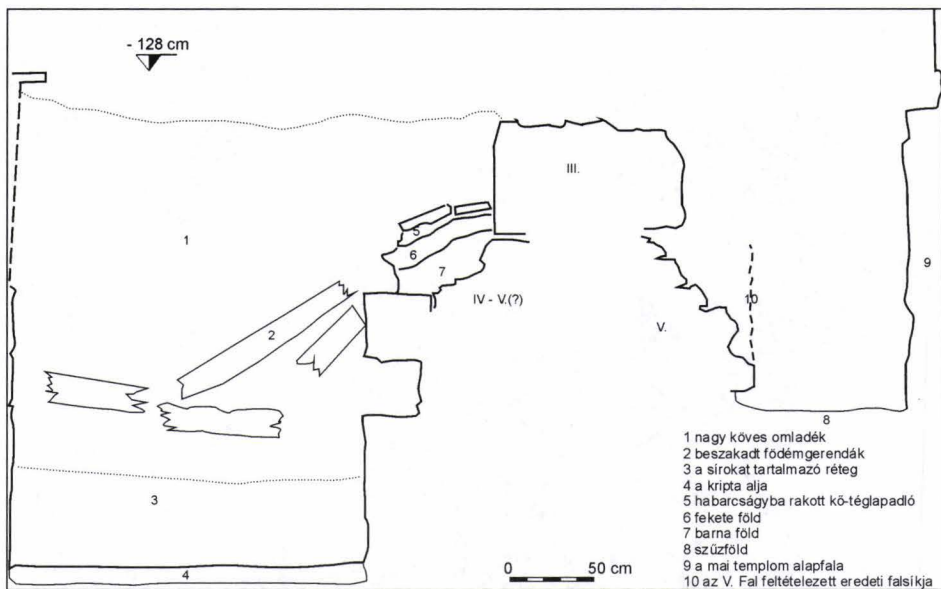 - 128 cm
III.
1
5
6
7
9
IV - V.(?)
10
2
V.
8
3
4
0 50 cm
1 nagy köves omladék
2 beszakadt födémgerendák
3 a sírokat tartalmazó réteg
4 a kripta alja
5 habarcságyba rakott kő-téglapadló
6 fekete föld
7 barna föld
8 szűzföld
9 a mai templom alapfala
10 az V. Fal feltételezett eredeti falsíkja